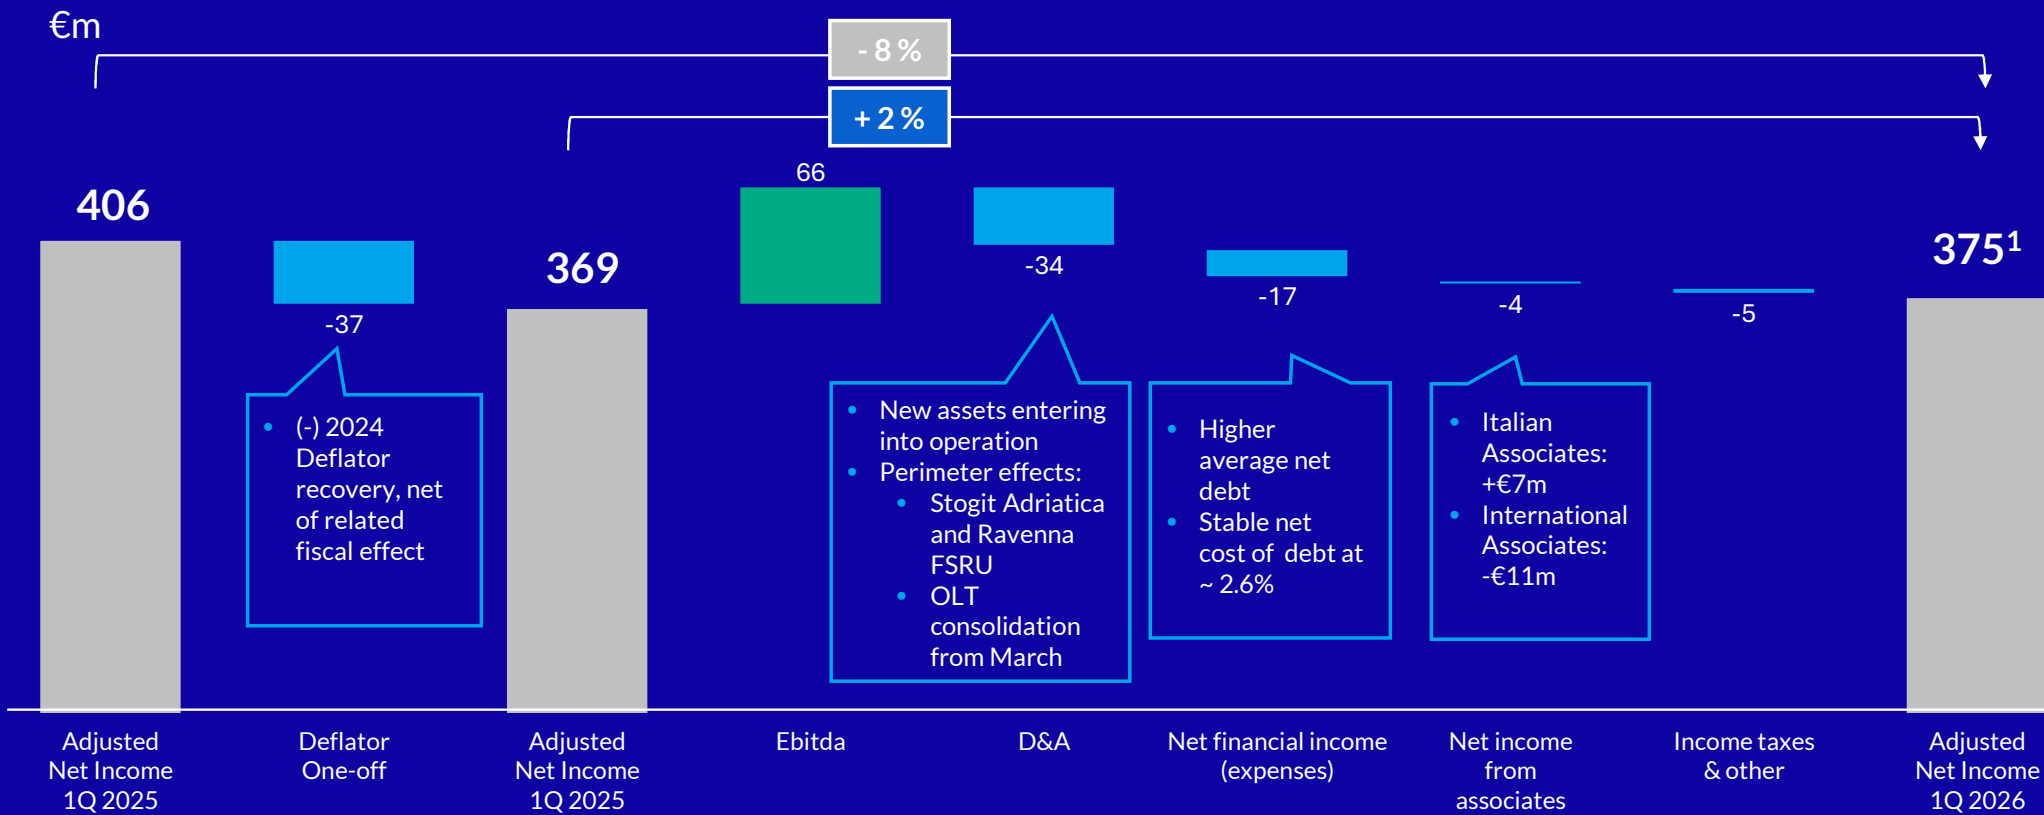 €m
- 8 %
+ 2 %
406
-37
369
66
-34
-17
-4
-5
375¹
• (-) 2024
Deflator
recovery, net
of related
fiscal effect
• New assets entering
into operation
• Perimeter effects:
• Stogit Adriatica
and Ravenna
FSRU
• OLT
consolidation
from March
• Higher
average net
debt
• Stable net
cost of debt at
~ 2.6%
• Italian
Associates:
+€7m
• International
Associates:
-€11m
Adjusted
Net Income
1Q 2025
Deflator
One-off
Adjusted
Net Income
1Q 2025
Ebitda
D&A
Net financial income
(expenses)
Net income
from
associates
Income taxes
& other
Adjusted
Net Income
1Q 2026